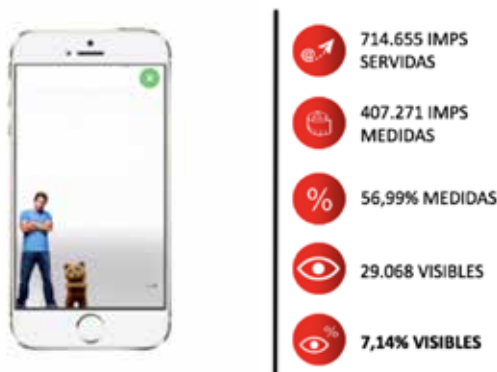 714.655 IMPS
SERVIDAS
407.271 IMPS
MEDIDAS
% 56,99% MEDIDAS
29.068 VISIBLES
% 7,14% VISIBLES